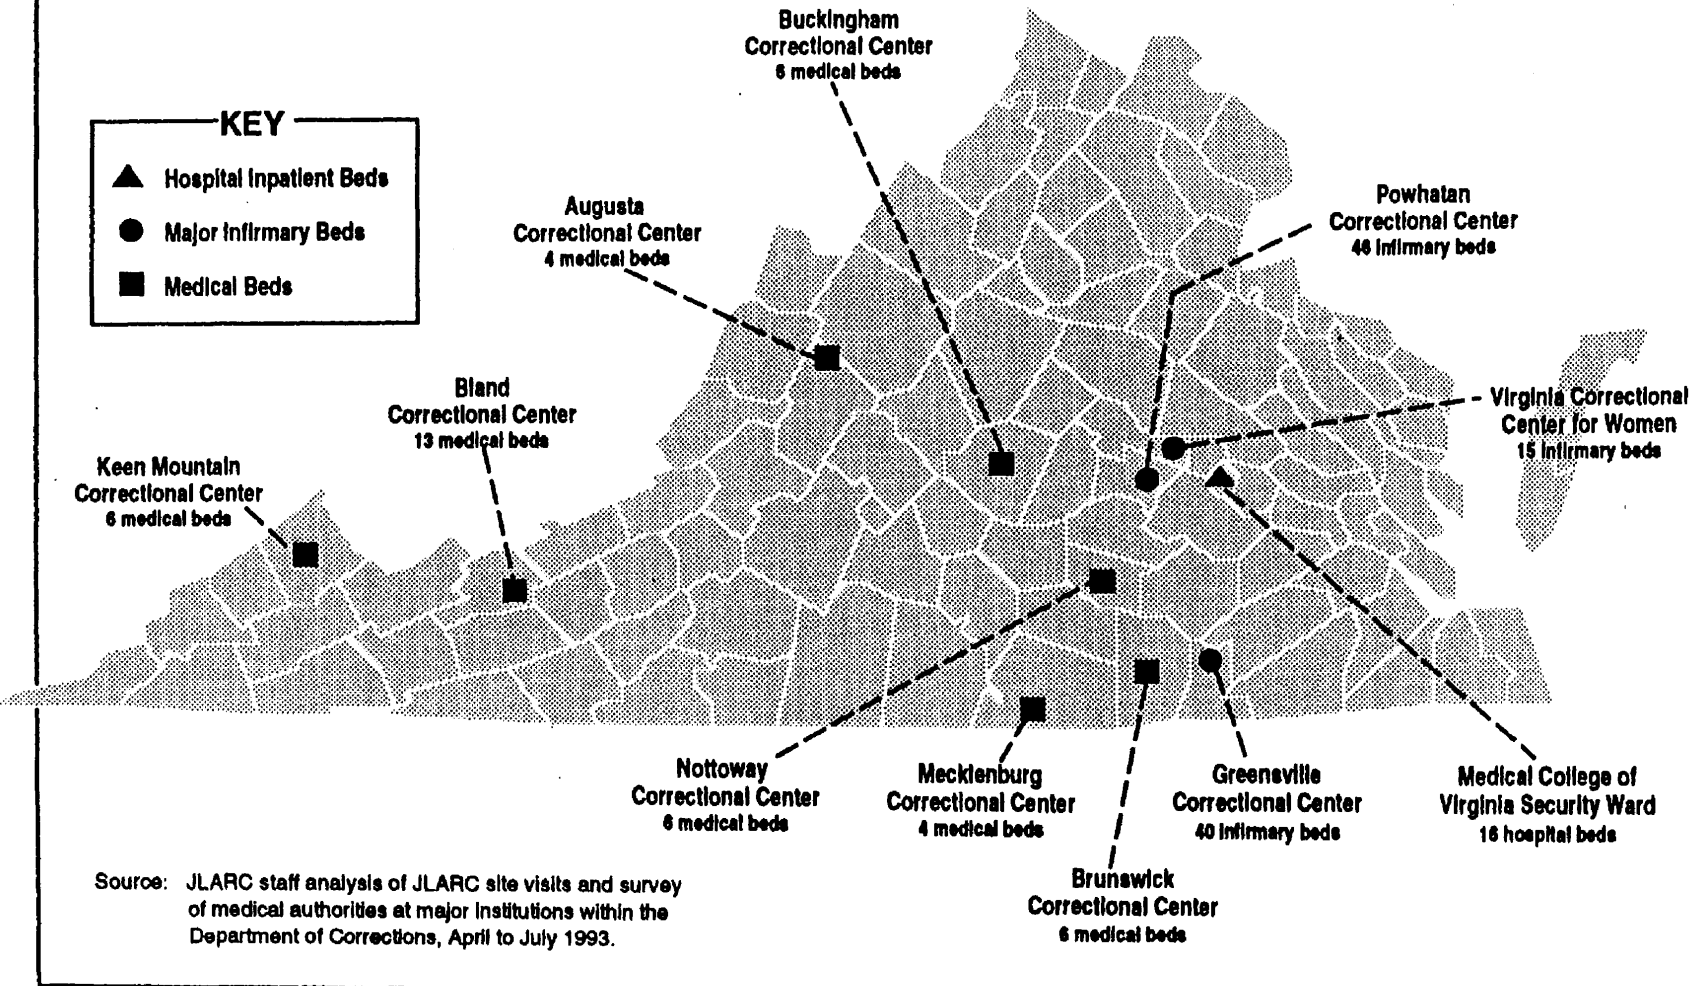 Buckingham
Correctional Center
6 medical beds
KEY
Hospital Inpatient Beds
Major Infirmary Beds
Medical Beds
Augusta
Correctional Center
4 medical beds
Powhatan
Correctional Center
46 infirmary beds
Bland
Correctional Center
13 medical beds
Virginia Correctional
Center for Women
15 infirmary beds
Keen Mountain
Correctional Center
6 medical beds
Nottoway
Correctional Center
6 medical beds
Mecklenburg
Correctional Center
4 medical beds
Greensville
Correctional Center
40 infirmary beds
Medical College of
Virginia Security Ward
16 hospital beds
Brunswick
Correctional Center
6 medical beds
Source: JLARC staff analysis of JLARC site visits and survey
of medical authorities at major institutions within the
Department of Corrections, April to July 1993.